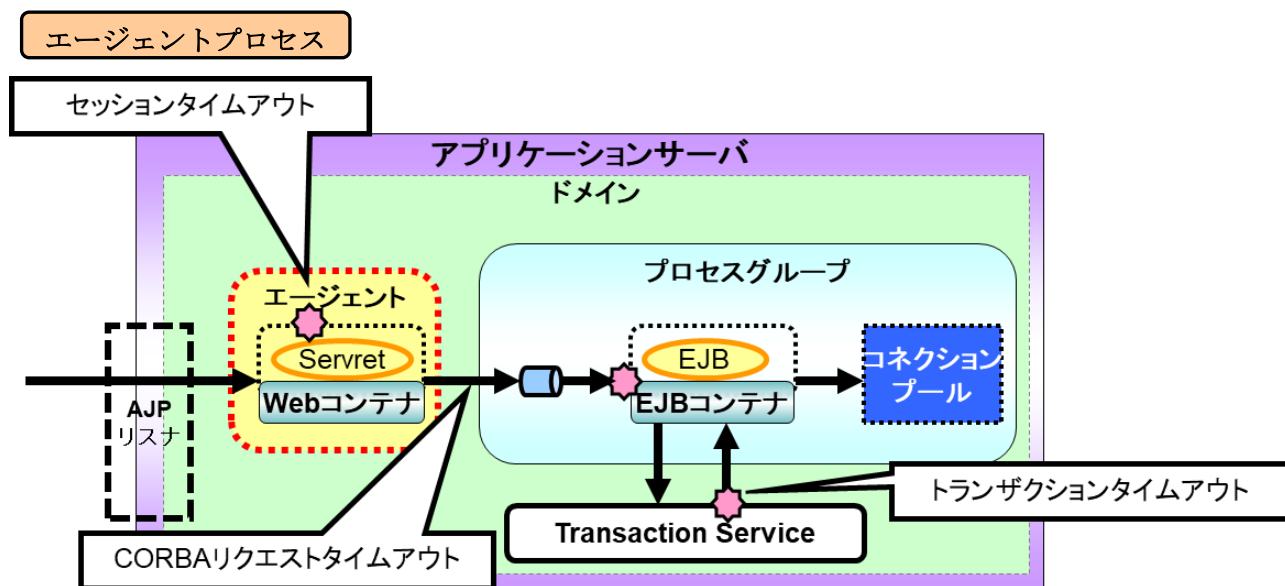 エージェントプロセス
セッションタイムアウト
アプリケーションサーバ
ドメイン
プロセスグループ
エージェント
Servret
Webコンテナ
EJB
EJBコンテナ
コネクション
プール
AJP
リスナ
トランザクションタイムアウト
Transaction Service
CORBAリクエストタイムアウト